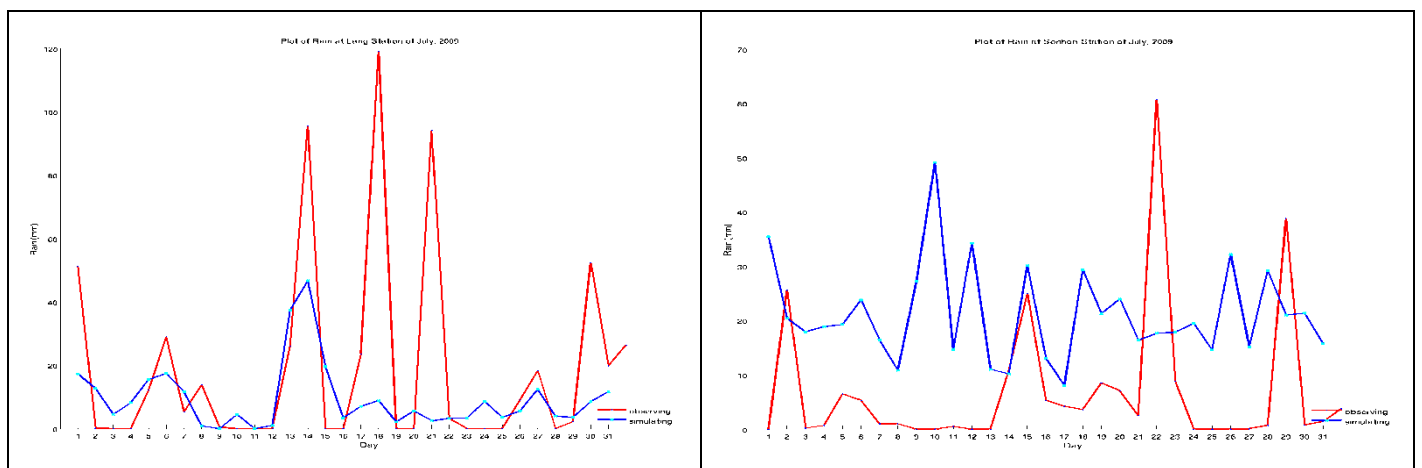 Plot of Rain at Lang Station of July, 2009
120
100
80
60
40
20
0
Rain(mm)
1 2 3 4 5 6 7 8 9 10 11 12 13 14 15 16 17 18 19 20 21 22 23 24 25 26 27 28 29 30 31
Day
observing
simulating
Plot of Rain at Sonhan Station of July, 2009
70
60
50
40
30
20
10
0
Rain(mm)
1 2 3 4 5 6 7 8 9 10 11 12 13 14 15 16 17 18 19 20 21 22 23 24 25 26 27 28 29 30 31
Day
observing
simulating